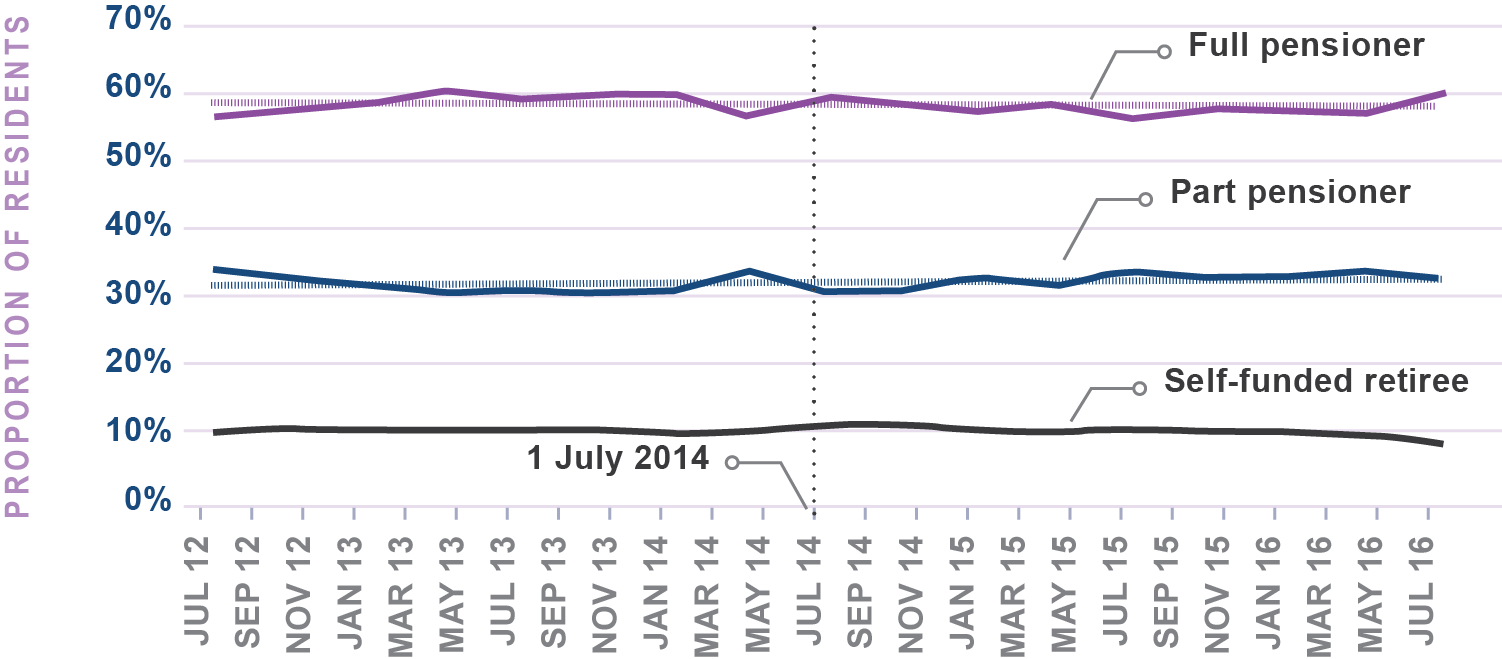 PROPORTION OF RESIDENTS
70%
60%
50%
40%
30%
20%
10%
0%
Full pensioner
Part pensioner
Self-funded retiree
1 July 2014
JUL 12
SEP 12
NOV 12
JAN 13
MAR 13
MAY 13
JUL 13
SEP 13
NOV 13
JAN 14
MAR 14
MAY 14
JUL 14
SEP 14
NOV 14
JAN 15
MAR 15
MAY 15
JUL 15
SEP 15
NOV 15
JAN 16
MAR 16
MAY 16
JUL 16